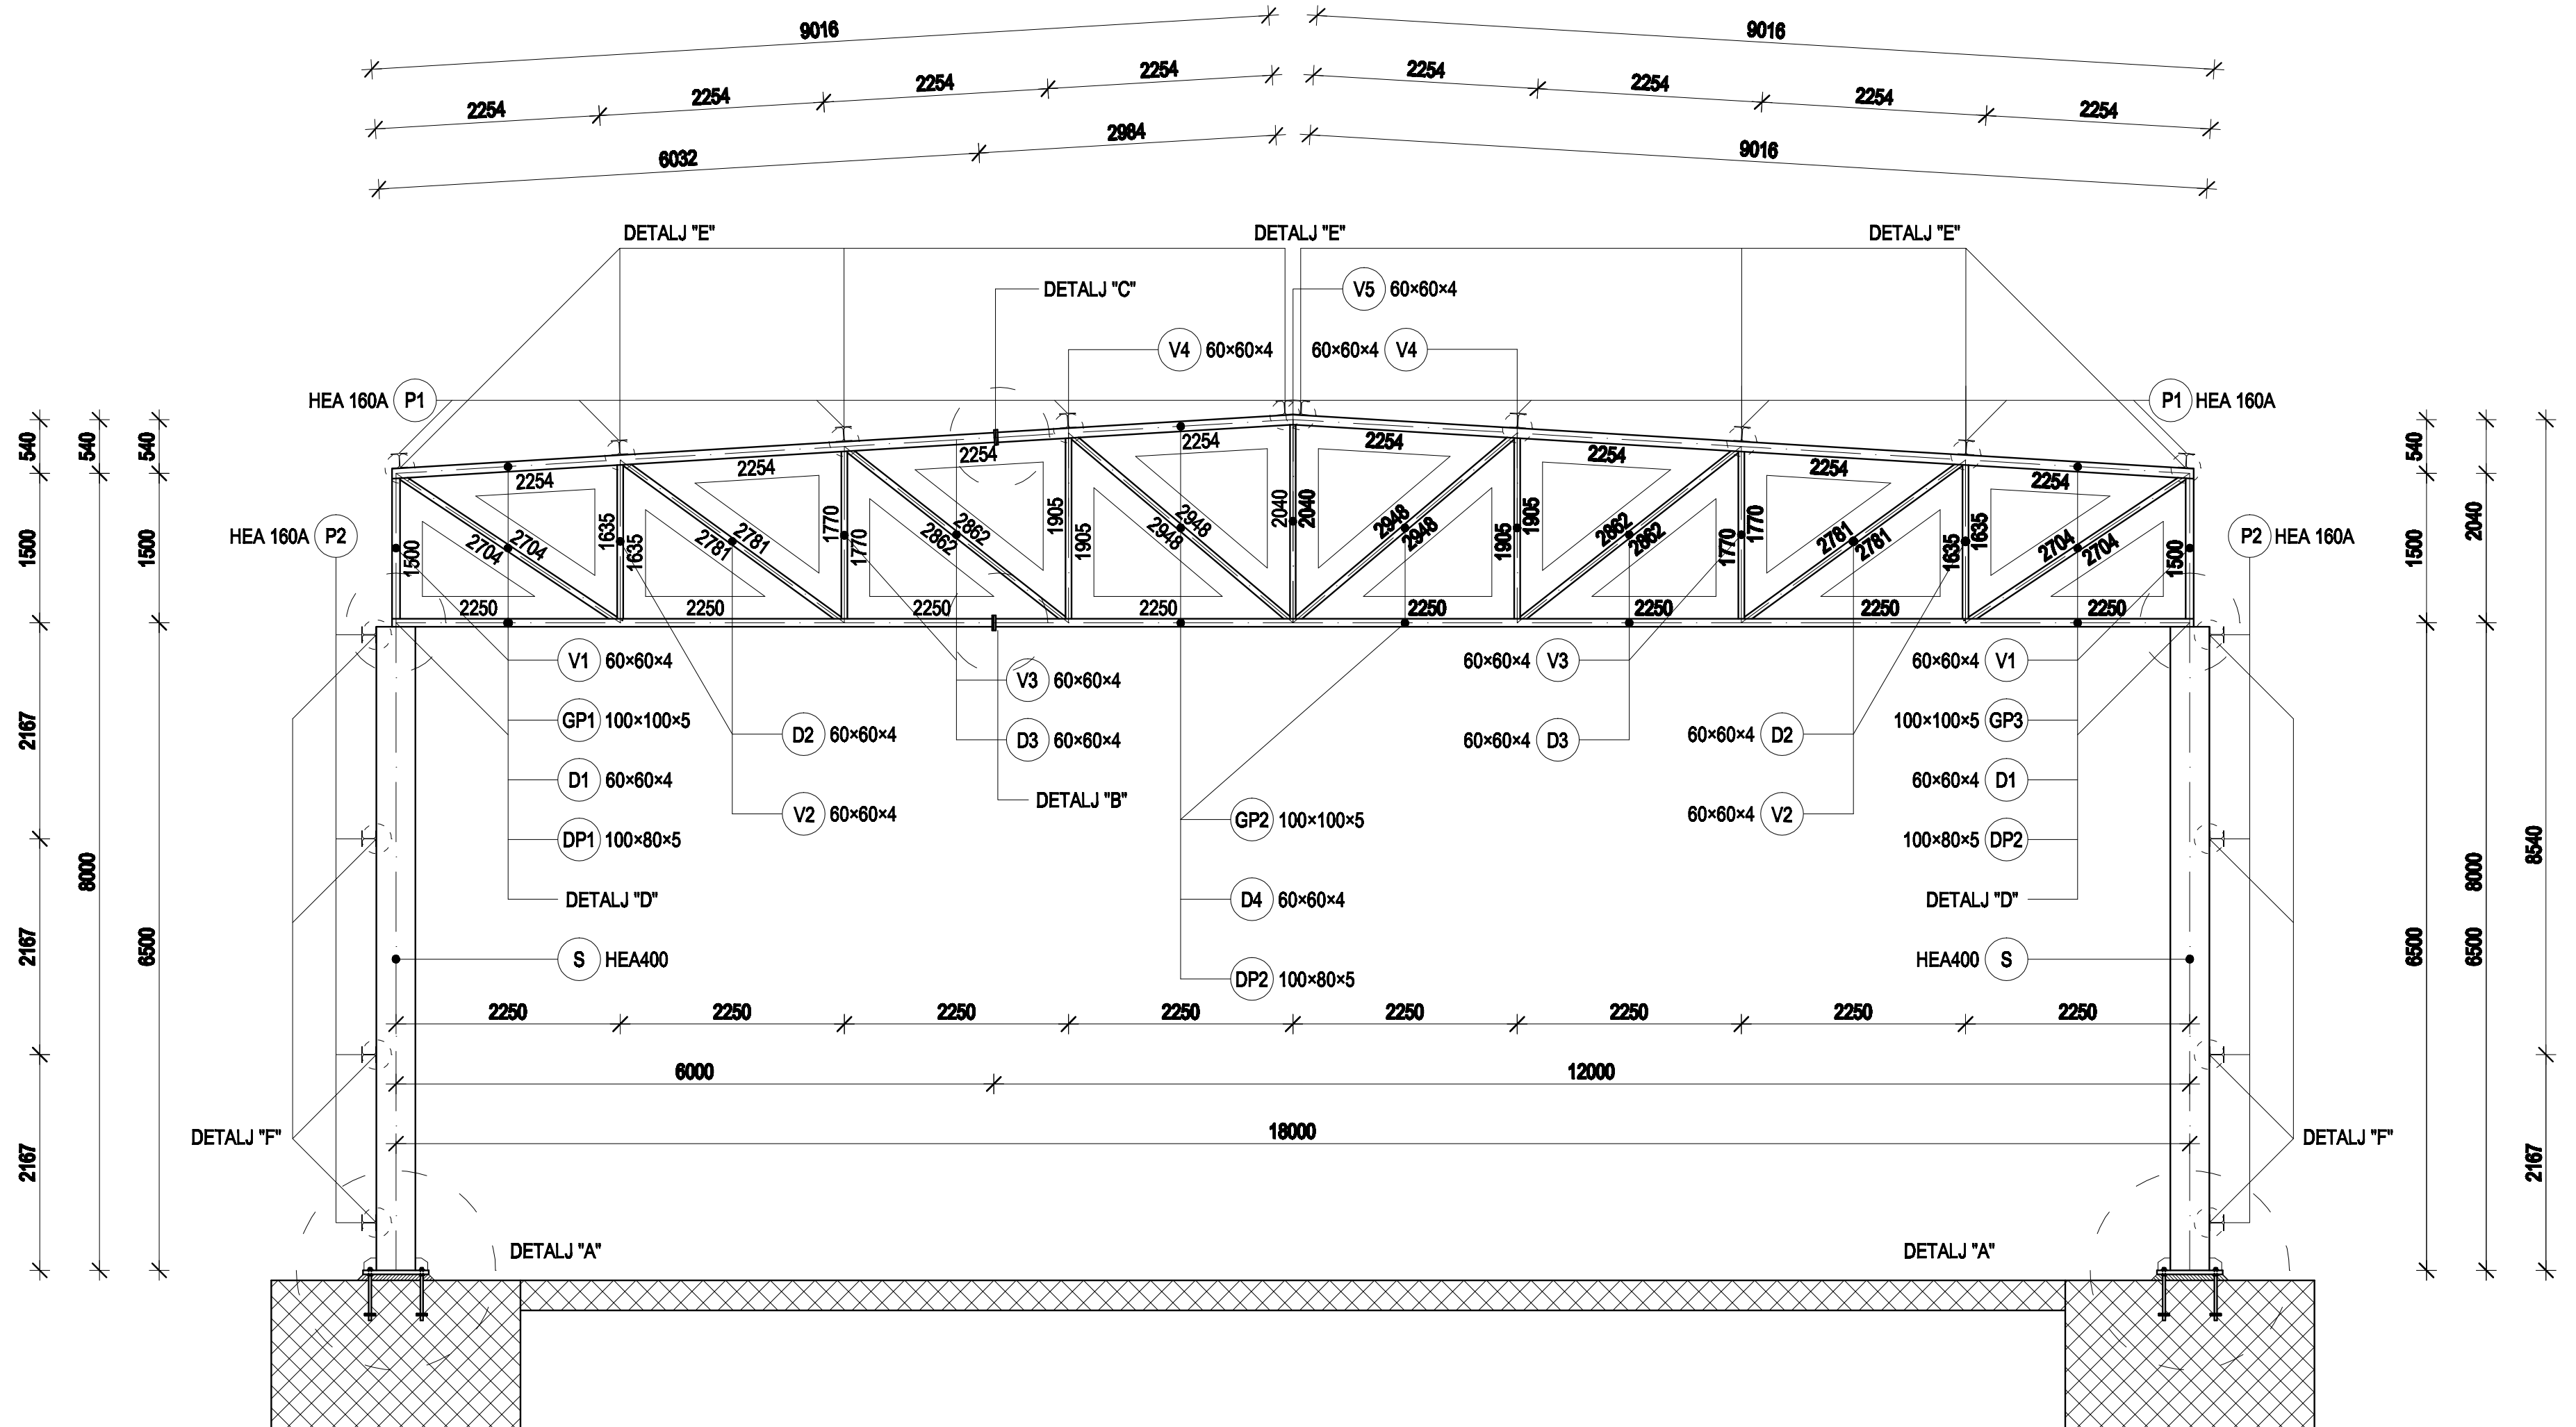 9016 9016
2254 2254 2254 2254 2254 2254 2254 2254
6032 2984 9016
DETALJ "E" DETALJ "E" DETALJ "E"
DETALJ "C" V5 60×60×4
V4 60×60×4 60×60×4 V4
HEA 160A P1 P1 HEA 160A
540 540 540 540 540 540
2254 2254 2254 2254 2254 2254 2254 2254
HEA 160A P2 P2 HEA 160A
1500 1500 1500 2040
1500 2704 2704 1635 1635 2781 2781 1770 1770 2862 2862 1905 1905 2948 2948 2040 2040 2948 2948 1905 1905 2862 2862 1770 1770 2781 2781 1635 1635 2704 2704 1500
2250 2250 2250 2250 2250 2250 2250 2250
V1 60×60×4 60×60×4 V3 60×60×4 V1
V3 60×60×4
GP1 100×100×5 100×100×5 GP3
D2 60×60×4 D3 60×60×4 60×60×4 D3 60×60×4 D2
D1 60×60×4 60×60×4 D1
DETALJ "B"
V2 60×60×4 GP2 100×100×5 60×60×4 V2
DP1 100×80×5 100×80×5 DP2
DETALJ "D" D4 60×60×4 DETALJ "D"
S HEA400 HEA400 S
DP2 100×80×5
2167 2167 2167 8000 6500 6500 8000 6500 8540 2167
2250 2250 2250 2250 2250 2250 2250 2250
6000 12000
18000
DETALJ "F" DETALJ "F"
DETALJ "A" DETALJ "A"